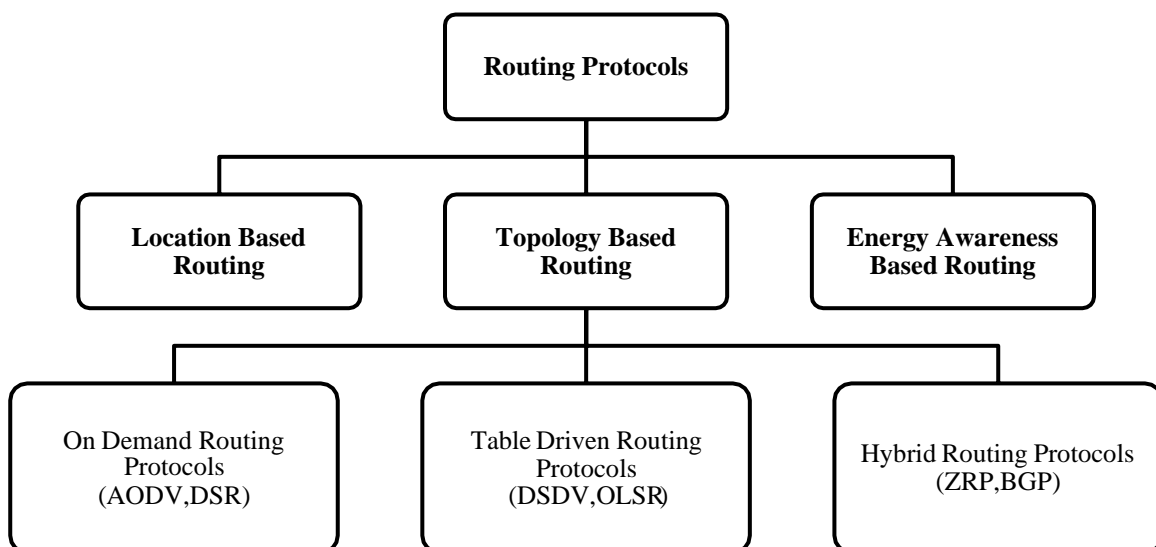 Routing Protocols
Location Based
Routing
Topology Based
Routing
Energy Awareness
Based Routing
On Demand Routing
Protocols
(AODV,DSR)
Table Driven Routing
Protocols
(DSDV,OLSR)
Hybrid Routing Protocols
(ZRP,BGP)